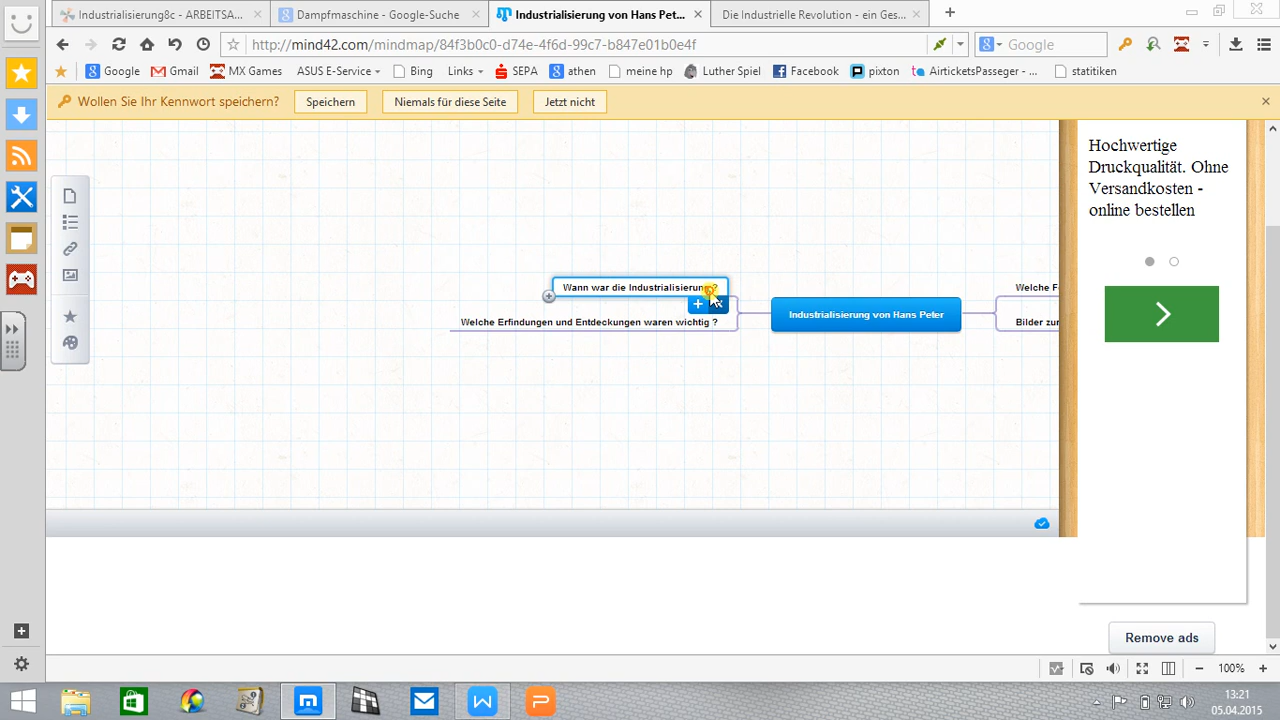 Industrialisierung8c - ARBEITSA...
Dampfmaschine - Google-Suche
Industrialisierung von Hans Peter...
Die Industrielle Revolution - ein Ges...
http://mind42.com/mindmap/84f3b0c0-d74e-4f6d-99c7-b847e01b0e4f
Google
Google
Gmail
MX Games
ASUS E-Service
Bing
Links
SEPA
athen
meine hp
Luther Spiel
Facebook
pixton
AirticketsPasseger - ...
statitiken
Wollen Sie Ihr Kennwort speichern?
Speichern
Niemals für diese Seite
Jetzt nicht
Hochwertige
Druckqualität. Ohne
Versandkosten -
online bestellen
Wann war die Industrialisierung?
Welche Erfindungen und Entdeckungen waren wichtig ?
Industrialisierung von Hans Peter
Welche
Bilder
Remove ads
100%
13:21
05.04.2015